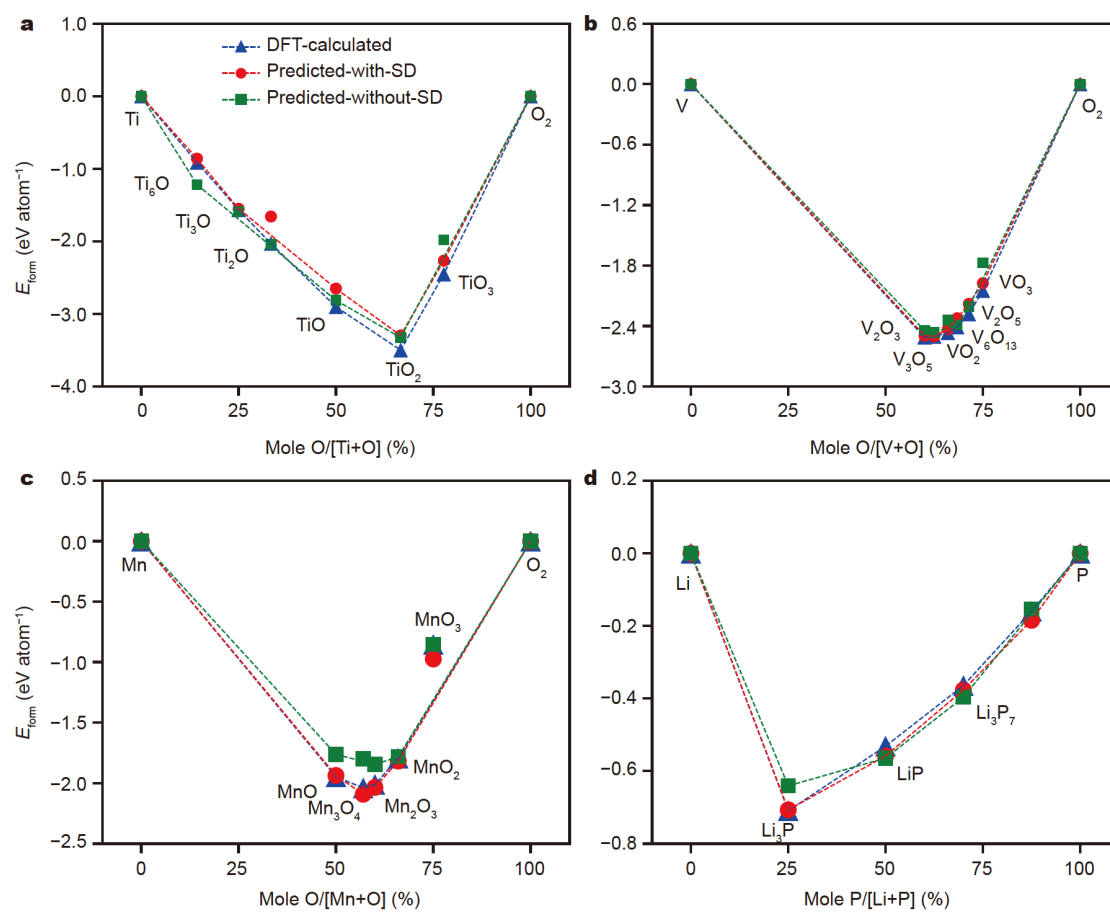 a
1.0
0.0
−1.0
−2.0
−3.0
−4.0
E_form (eV atom⁻¹)
DFT-calculated
Predicted-with-SD
Predicted-without-SD
Ti
Ti₆O
Ti₃O
Ti₂O
TiO
TiO₂
TiO₃
O₂
0
25
50
75
100
Mole O/[Ti+O] (%)
b
0.6
0.0
−0.6
−1.2
−1.8
−2.4
−3.0
V
V₂O₃
V₃O₅
VO₂
V₆O₁₃
V₂O₅
VO₃
O₂
0
25
50
75
100
Mole O/[V+O] (%)
c
0.5
0.0
−0.5
−1.0
−1.5
−2.0
−2.5
E_form (eV atom⁻¹)
Mn
MnO
Mn₃O₄
Mn₂O₃
MnO₂
MnO₃
O₂
0
25
50
75
100
Mole O/[Mn+O] (%)
d
0.2
0.0
−0.2
−0.4
−0.6
−0.8
Li
Li₃P
LiP
Li₃P₇
P
0
25
50
75
100
Mole P/[Li+P] (%)